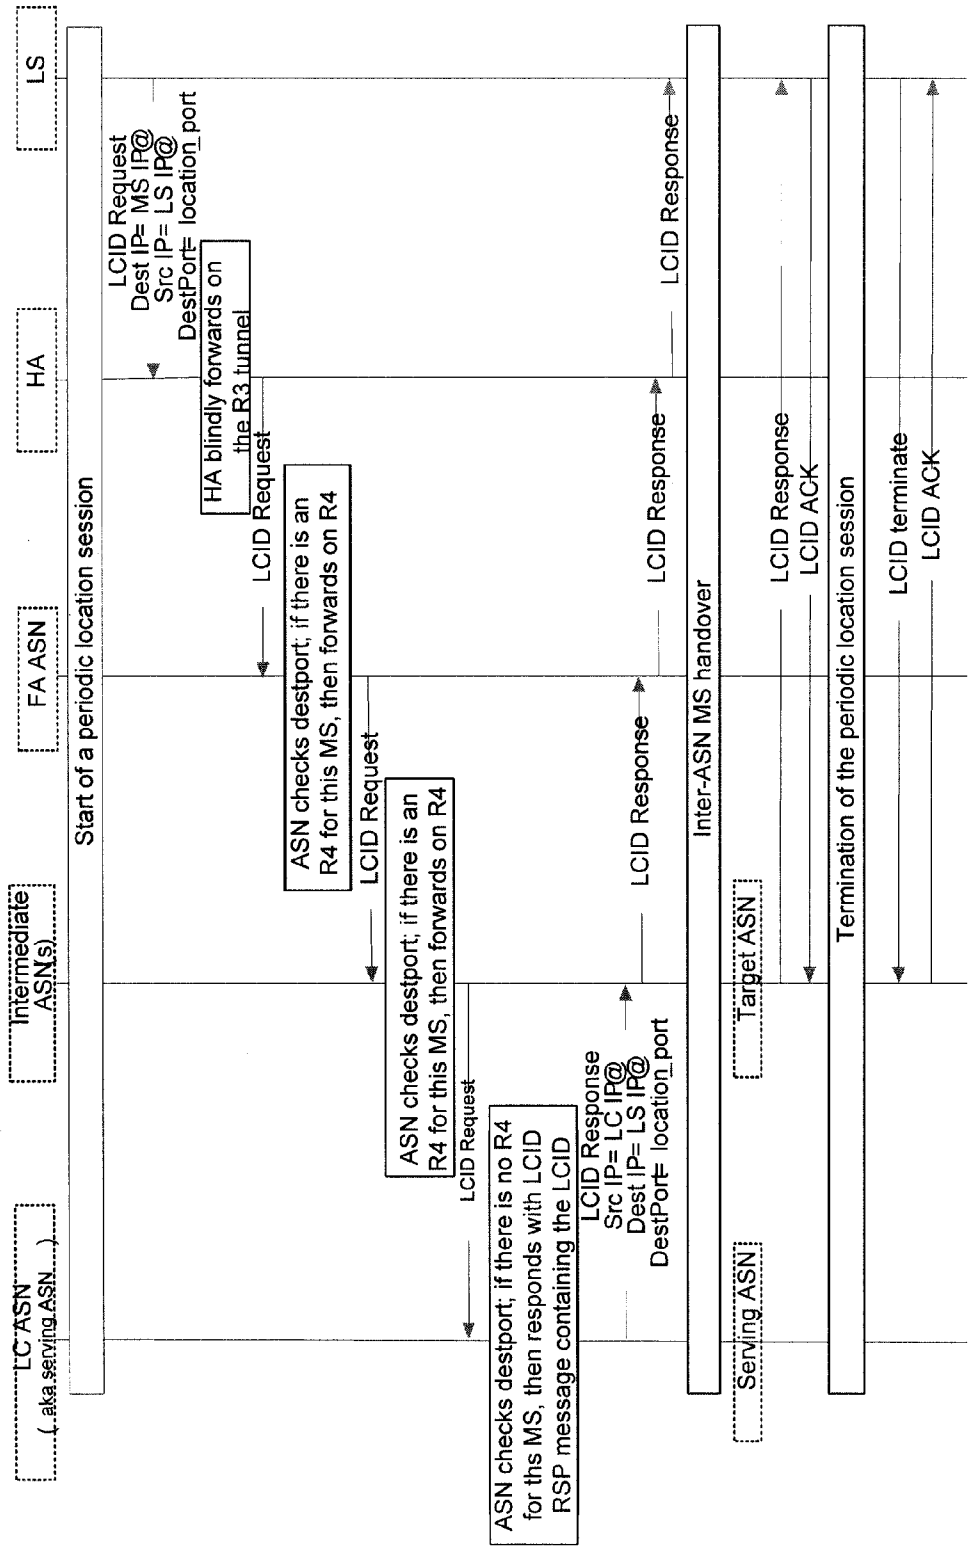 LC ASN
( aka serving ASN )
Intermediate
ASN(s)
FA ASN
HA
LS
Start of a periodic location session
LCID Request
Dest IP= MS IP@
Src IP= LS IP@
DestPort= location_port
HA blindly forwards on
the R3 tunnel
LCID Request
ASN checks destport; if there is an
R4 for this MS, then forwards on R4
LCID Request
ASN checks destport; if there is an
R4 for this MS, then forwards on R4
LCID Request
ASN checks destport; if there is no R4
for ths MS, then responds with LCID
RSP message containing the LCID
LCID Response
Src IP= LC IP@
Dest IP= LS IP@
DestPort= location_port
LCID Response
LCID Response
LCID Response
Inter-ASN MS handover
Serving ASN
Target ASN
LCID Response
LCID ACK
Termination of the periodic location session
LCID terminate
LCID ACK